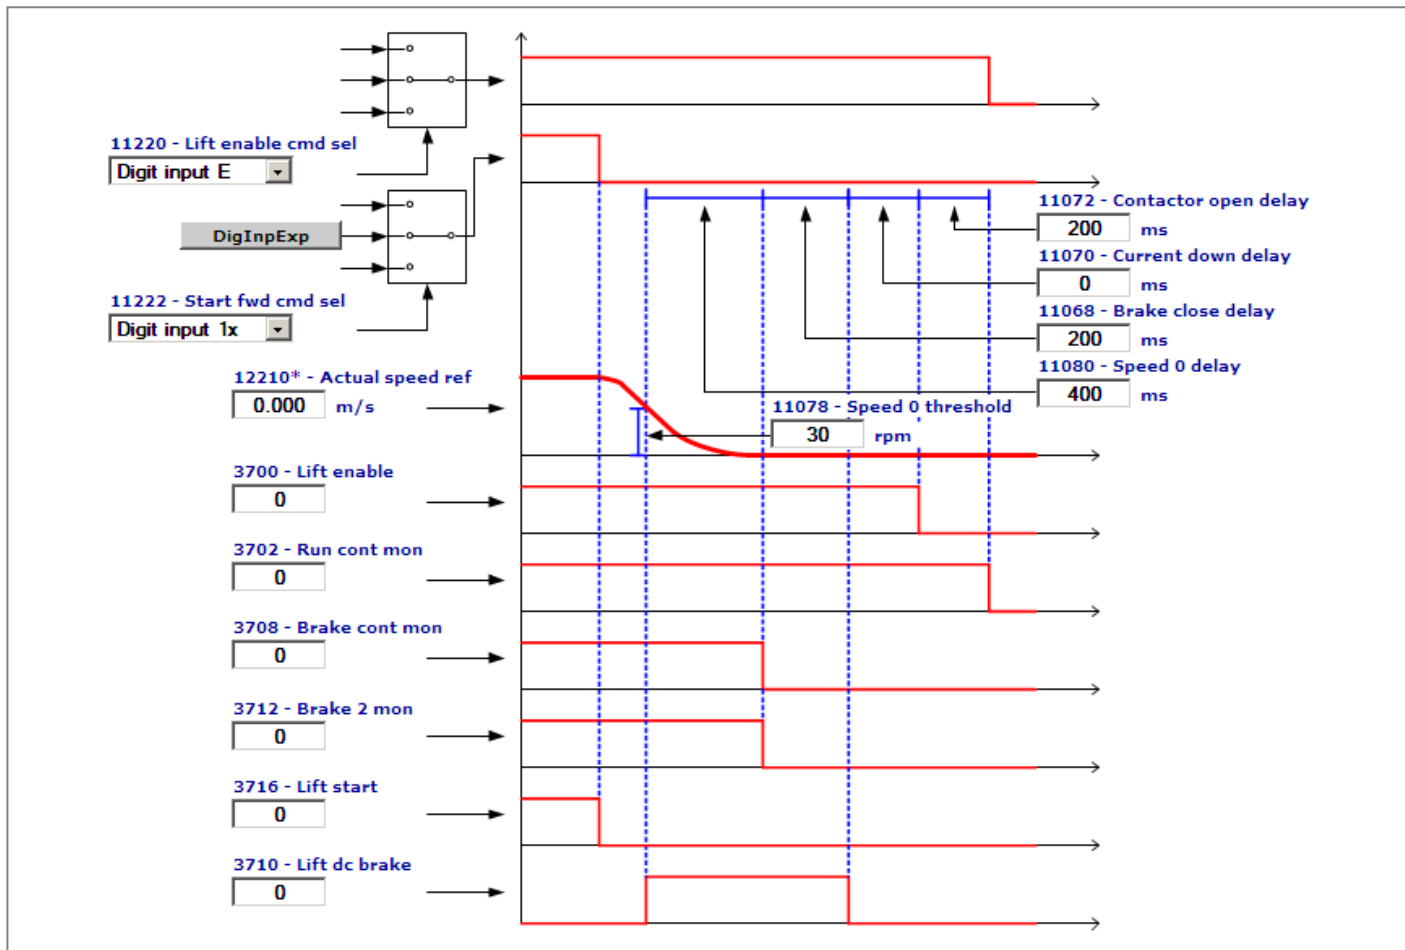 11220 - Lift enable cmd sel
Digit input E
DigInpExp
11222 - Start fwd cmd sel
Digit input 1x
11072 - Contactor open delay
200 ms
11070 - Current down delay
0 ms
11068 - Brake close delay
200 ms
11080 - Speed 0 delay
400 ms
12210* - Actual speed ref
0.000 m/s
11078 - Speed 0 threshold
30 rpm
3700 - Lift enable
0
3702 - Run cont mon
0
3708 - Brake cont mon
0
3712 - Brake 2 mon
0
3716 - Lift start
0
3710 - Lift dc brake
0